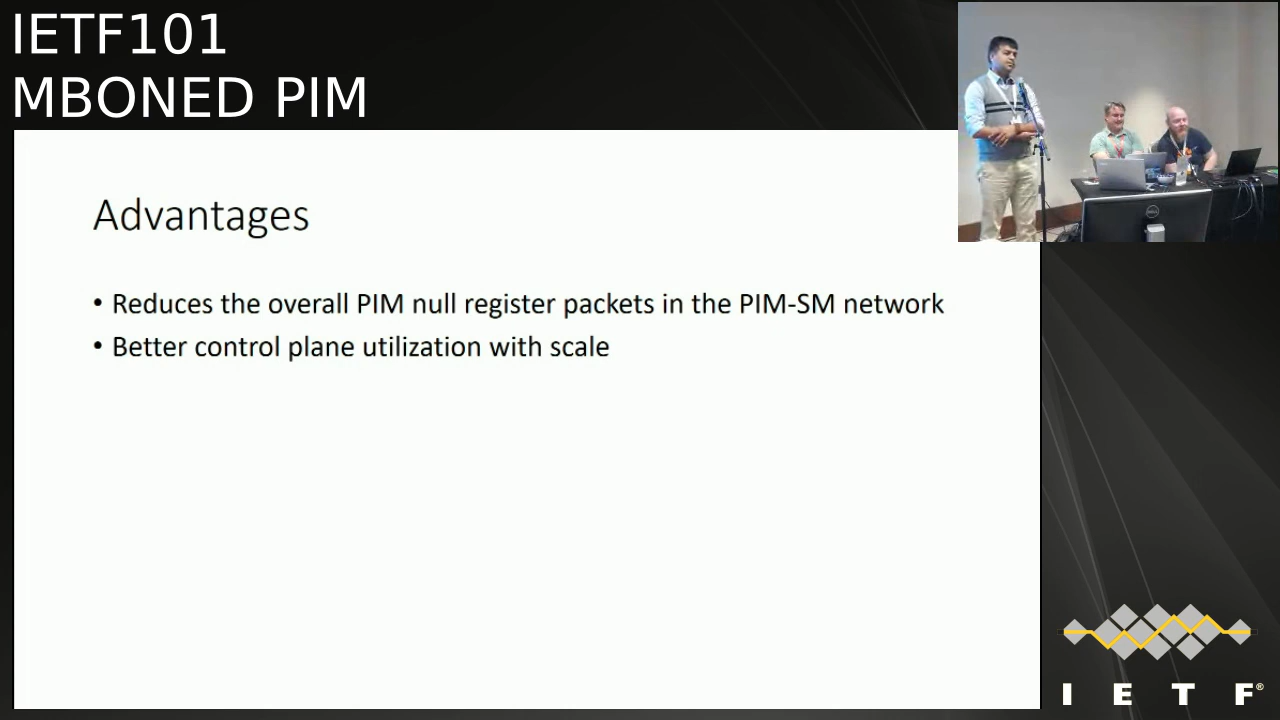 IETF101
MBONED PIM
Advantages
• Reduces the overall PIM null register packets in the PIM-SM network
• Better control plane utilization with scale
DELL
I E T F®